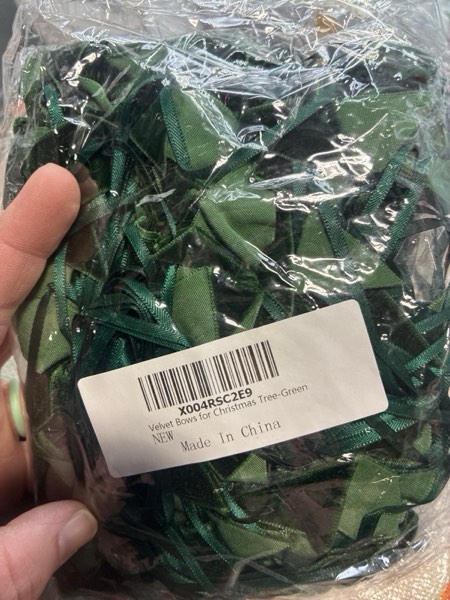 X004RSC2E9
Velvet Bows for Christmas Tree-Green
NEW
Made In China